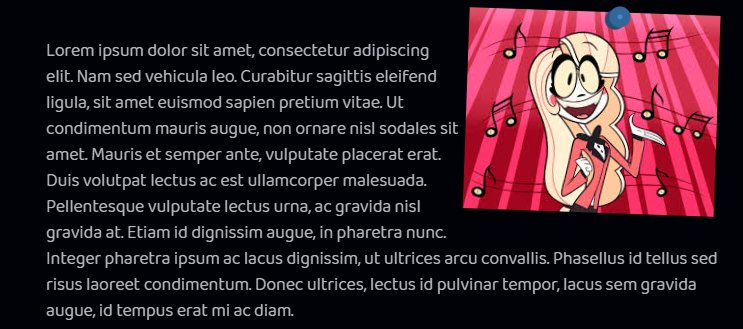 Lorem ipsum dolor sit amet, consectetur adipiscing
elit. Nam sed vehicula leo. Curabitur sagittis eleifend
ligula, sit amet euismod sapien pretium vitae. Ut
condimentum mauris augue, non ornare nisl sodales sit
amet. Mauris et semper ante, vulputate placerat erat.
Duis volutpat lectus ac est ullamcorper malesuada.
Pellentesque vulputate lectus urna, ac gravida nisl
gravida at. Etiam id dignissim augue, in pharetra nunc.
Integer pharetra ipsum ac lacus dignissim, ut ultrices arcu convallis. Phasellus id tellus sed
risus laoreet condimentum. Donec ultrices, lectus id pulvinar tempor, lacus sem gravida
augue, id tempus erat mi ac diam.